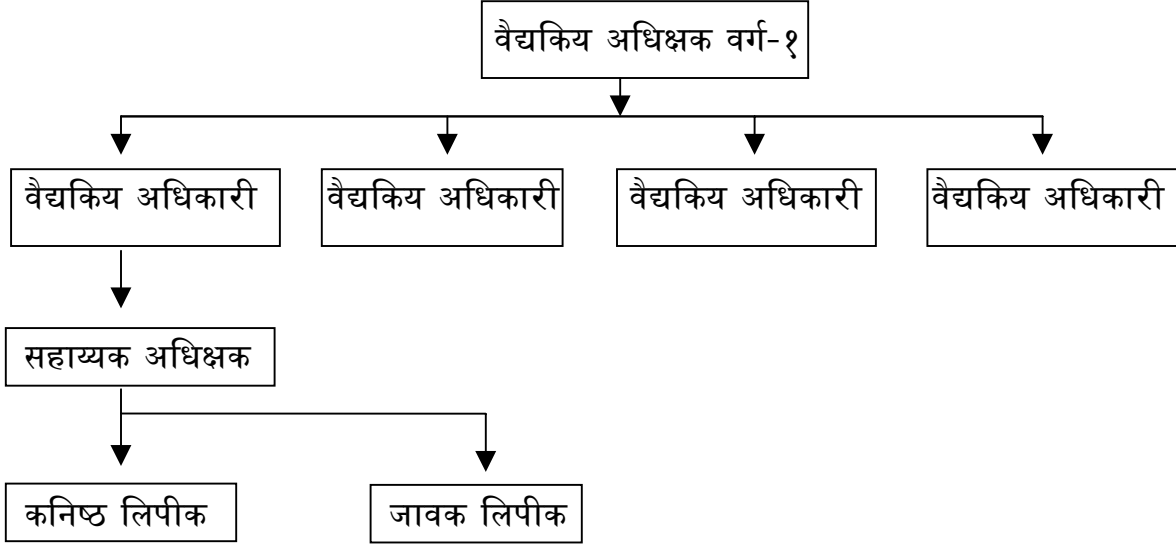 वैद्यकिय अधिक्षक वर्ग-१
वैद्यकिय अधिकारी
वैद्यकिय अधिकारी
वैद्यकिय अधिकारी
वैद्यकिय अधिकारी
सहाय्यक अधिक्षक
कनिष्ठ लिपीक
जावक लिपीक